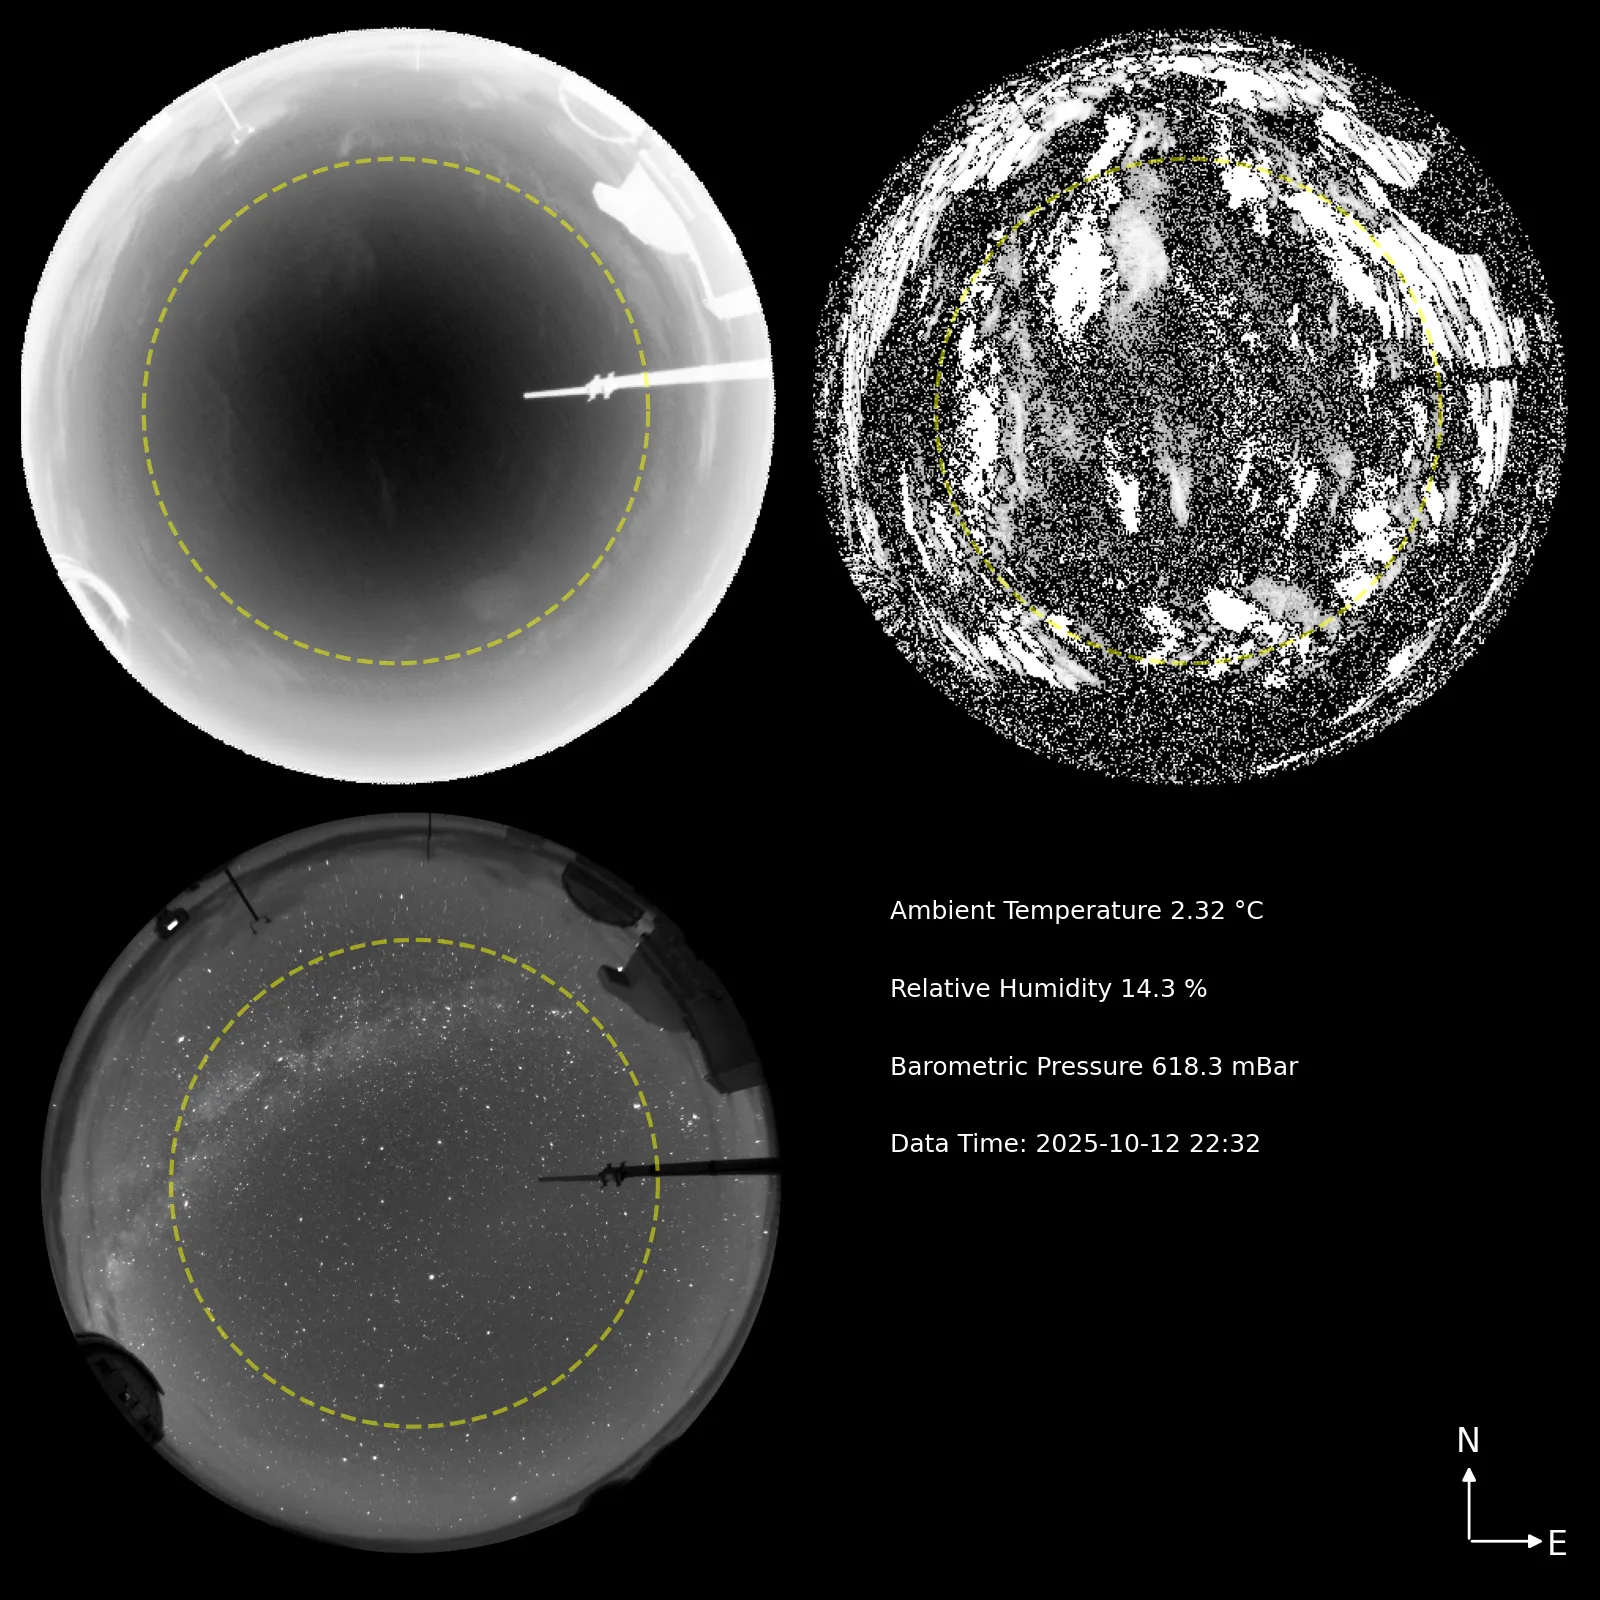 Ambient Temperature 2.32 °C
Relative Humidity 14.3 %
Barometric Pressure 618.3 mBar
Data Time: 2025-10-12 22:32
N
E